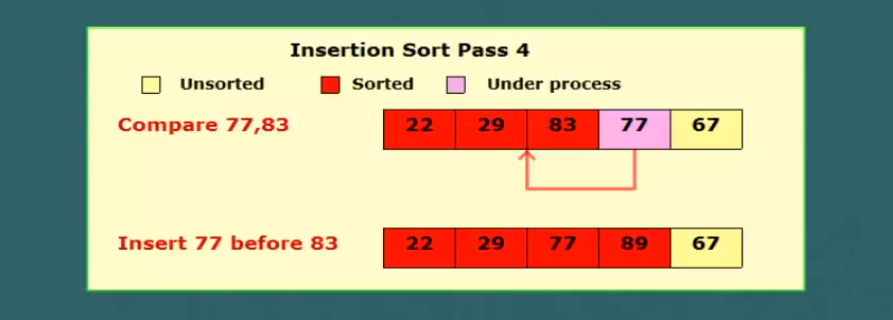 Insertion Sort Pass 4
Unsorted Sorted Under process
Compare 77,83 22 29 83 77 67
Insert 77 before 83 22 29 77 89 67